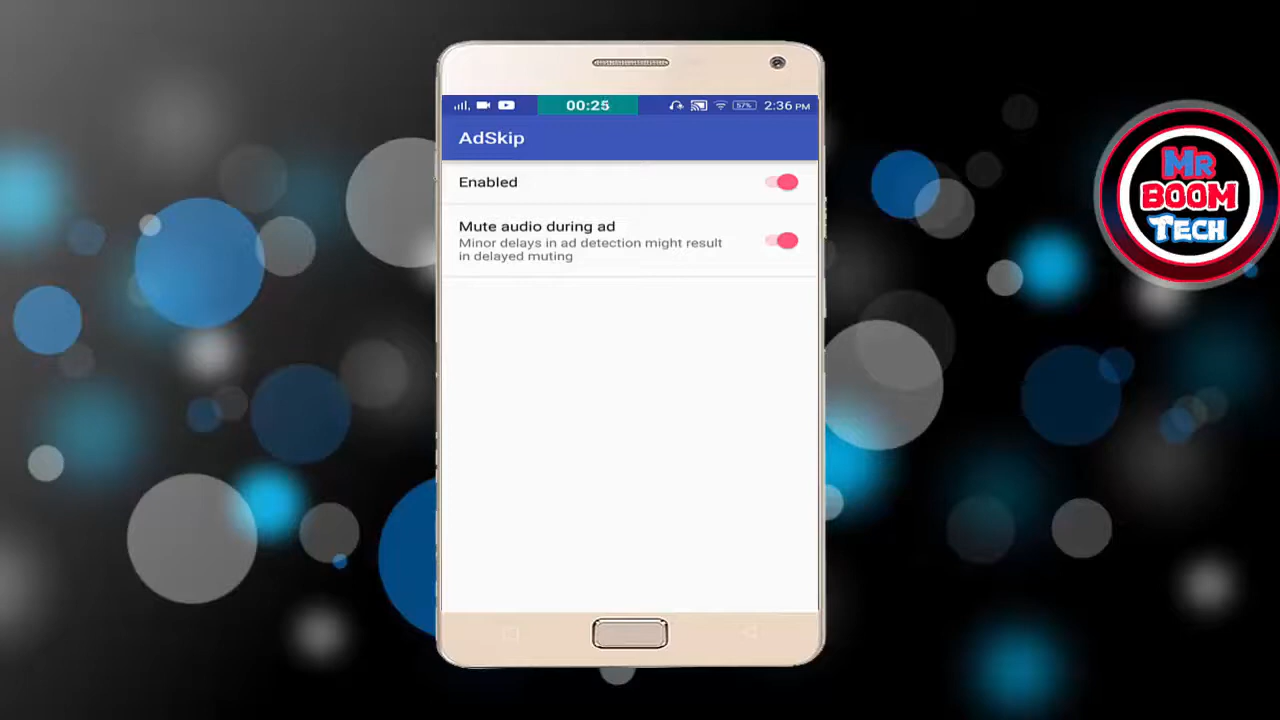 00:25
57%
2:36 PM
AdSkip
Enabled
Mute audio during ad
Minor delays in ad detection might result
in delayed muting
MR
BOOM
TECH